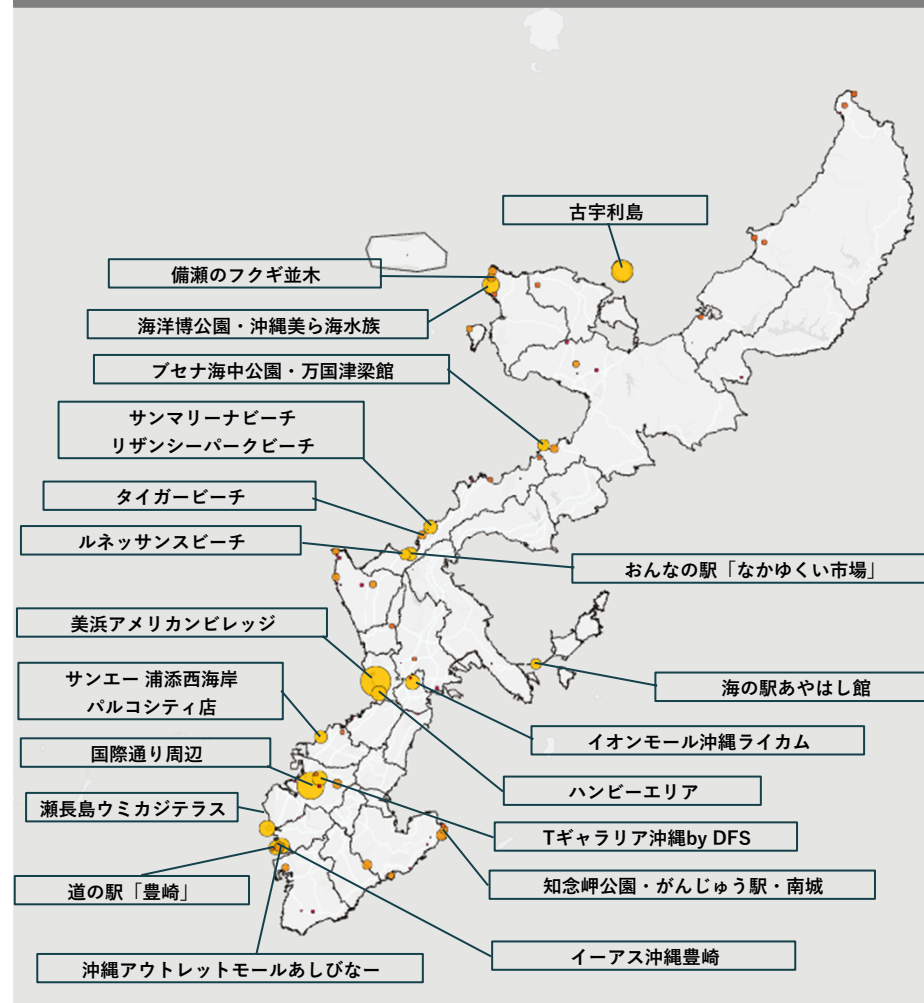 古宇利島
備瀬のフクギ並木
海洋博公園・沖縄美ら海水族
ブセナ海中公園・万国津梁館
サンマリーナビーチ
リザンシーパークビーチ
タイガービーチ
ルネッサンスビーチ
おんなの駅「なかゆくい市場」
美浜アメリカンビレッジ
サンエー 浦添西海岸
パルコシティ店
海の駅あやはし館
イオンモール沖縄ライカム
国際通り周辺
ハンビーエリア
瀬長島ウミカジテラス
Tギャラリア沖縄by DFS
道の駅「豊崎」
知念岬公園・がんじゅう駅・南城
イーアス沖縄豊崎
沖縄アウトレットモールあしびなー